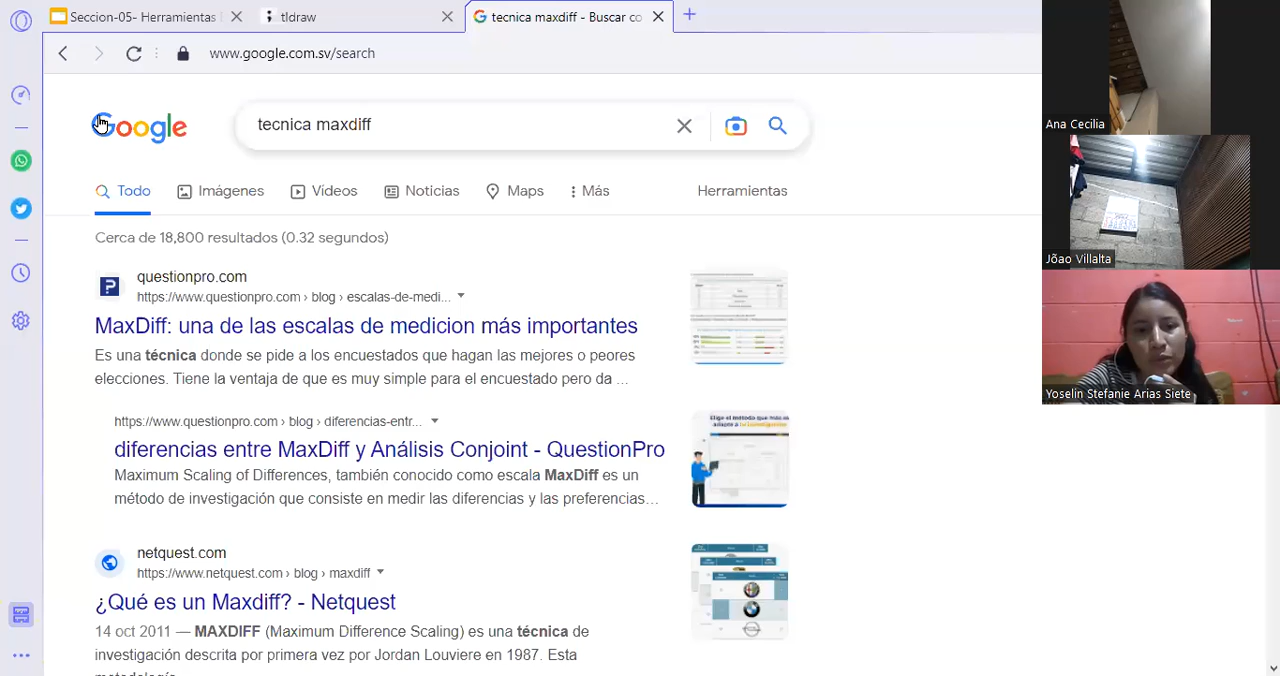 Seccion-05- Herramientas
tldraw
tecnica maxdiff - Buscar co
www.google.com.sv/search
Google
tecnica maxdiff
Todo
Imágenes
Videos
Noticias
Maps
Más
Herramientas
Cerca de 18,800 resultados (0.32 segundos)
questionpro.com
https://www.questionpro.com › blog › escalas-de-medi...
MaxDiff: una de las escalas de medicion más importantes
Es una técnica donde se pide a los encuestados que hagan las mejores o peores
elecciones. Tiene la ventaja de que es muy simple para el encuestado pero da ...
https://www.questionpro.com › blog › diferencias-entr...
diferencias entre MaxDiff y Análisis Conjoint - QuestionPro
Maximum Scaling of Differences, también conocido como escala MaxDiff es un
método de investigación que consiste en medir las diferencias y las preferencias...
netquest.com
https://www.netquest.com › blog › maxdiff
¿Qué es un Maxdiff? - Netquest
14 oct 2011 — MAXDIFF (Maximum Difference Scaling) es una técnica de
investigación descrita por primera vez por Jordan Louviere en 1987. Esta
Ana Cecilia
Jõao Villalta
Yoselin Stefanie Arias Siete